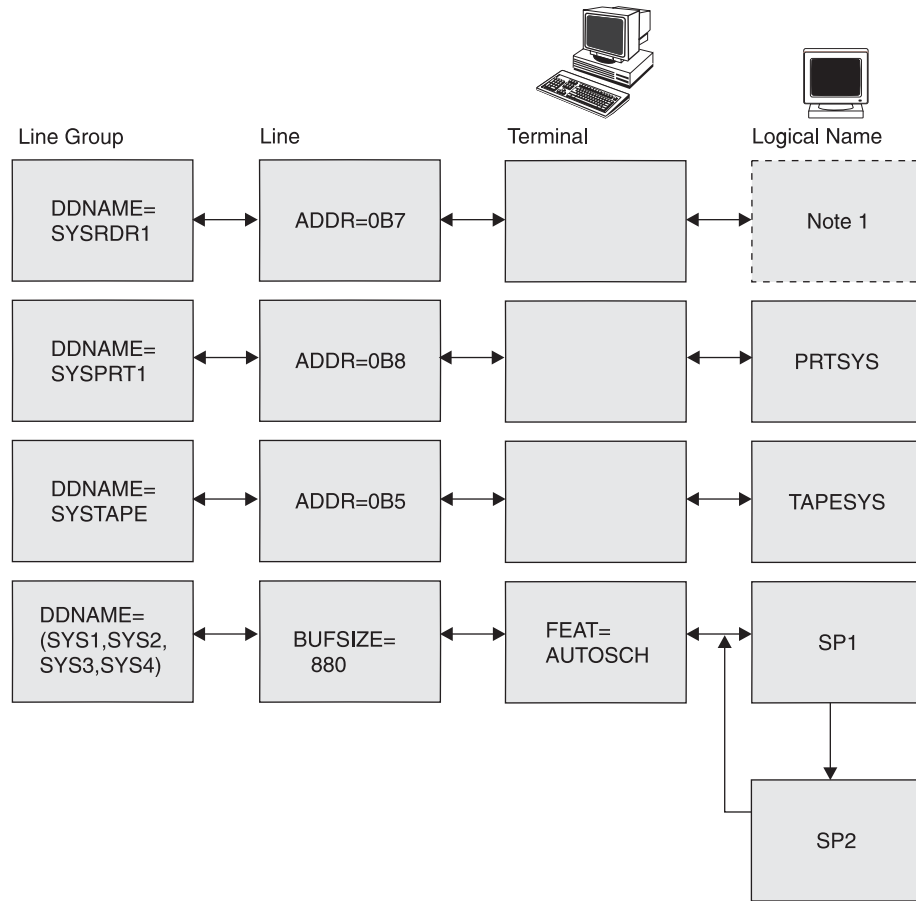 Line Group
Line
Terminal
Logical Name
DDNAME=
SYSRDR1
ADDR=0B7
Note 1
DDNAME=
SYSPRT1
ADDR=0B8
PRTSYS
DDNAME=
SYSTAPE
ADDR=0B5
TAPESYS
DDNAME=
(SYS1,SYS2,
SYS3,SYS4)
BUFSIZE=
880
FEAT=
AUTOSCH
SP1
SP2